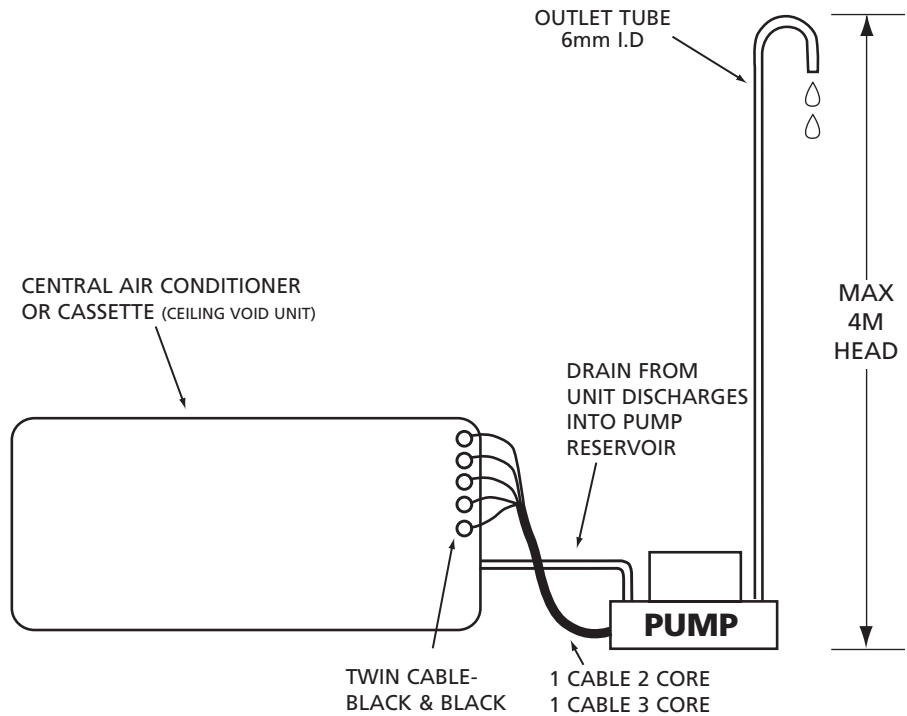 OUTLET TUBE
6mm I.D
CENTRAL AIR CONDITIONER
OR CASSETTE (CEILING VOID UNIT)
MAX
4M
HEAD
DRAIN FROM
UNIT DISCHARGES
INTO PUMP
RESERVOIR
PUMP
TWIN CABLE-
BLACK & BLACK
1 CABLE 2 CORE
1 CABLE 3 CORE